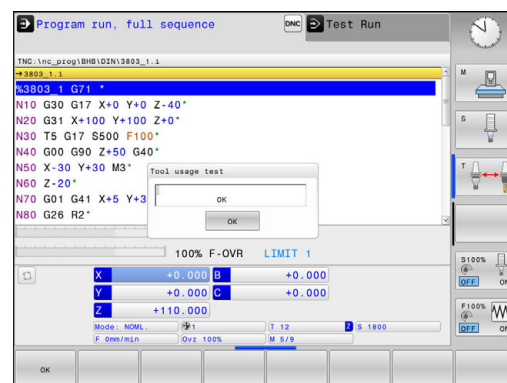 Program run, full sequence
DNC
Test Run
TNC:\nc_prog\BHB\DIN\3803_1.i
→3803_1.i
%3803_1 G71 *
N10 G30 G17 X+0 Y+0 Z-40*
N20 G31 X+100 Y+100 Z+0*
N30 T5 G17 S500 F100*
N40 G00 G90 Z+50 G40*
N50 X-30 Y+30 M3*
N60 Z-20*
N70 G01 G41 X+5 Y+3
N80 G26 R2*
Tool usage test
OK
OK
100% F-OVR LIMIT 1
X +0.000 B +0.000
Y +0.000 C +0.000
Z +110.000
Mode: NOML. 1 T 12 Z S 1800
F 0mm/min Ovr 100% M 5/9
OK
M
S
T
S100%
OFF ON
F100%
OFF ON